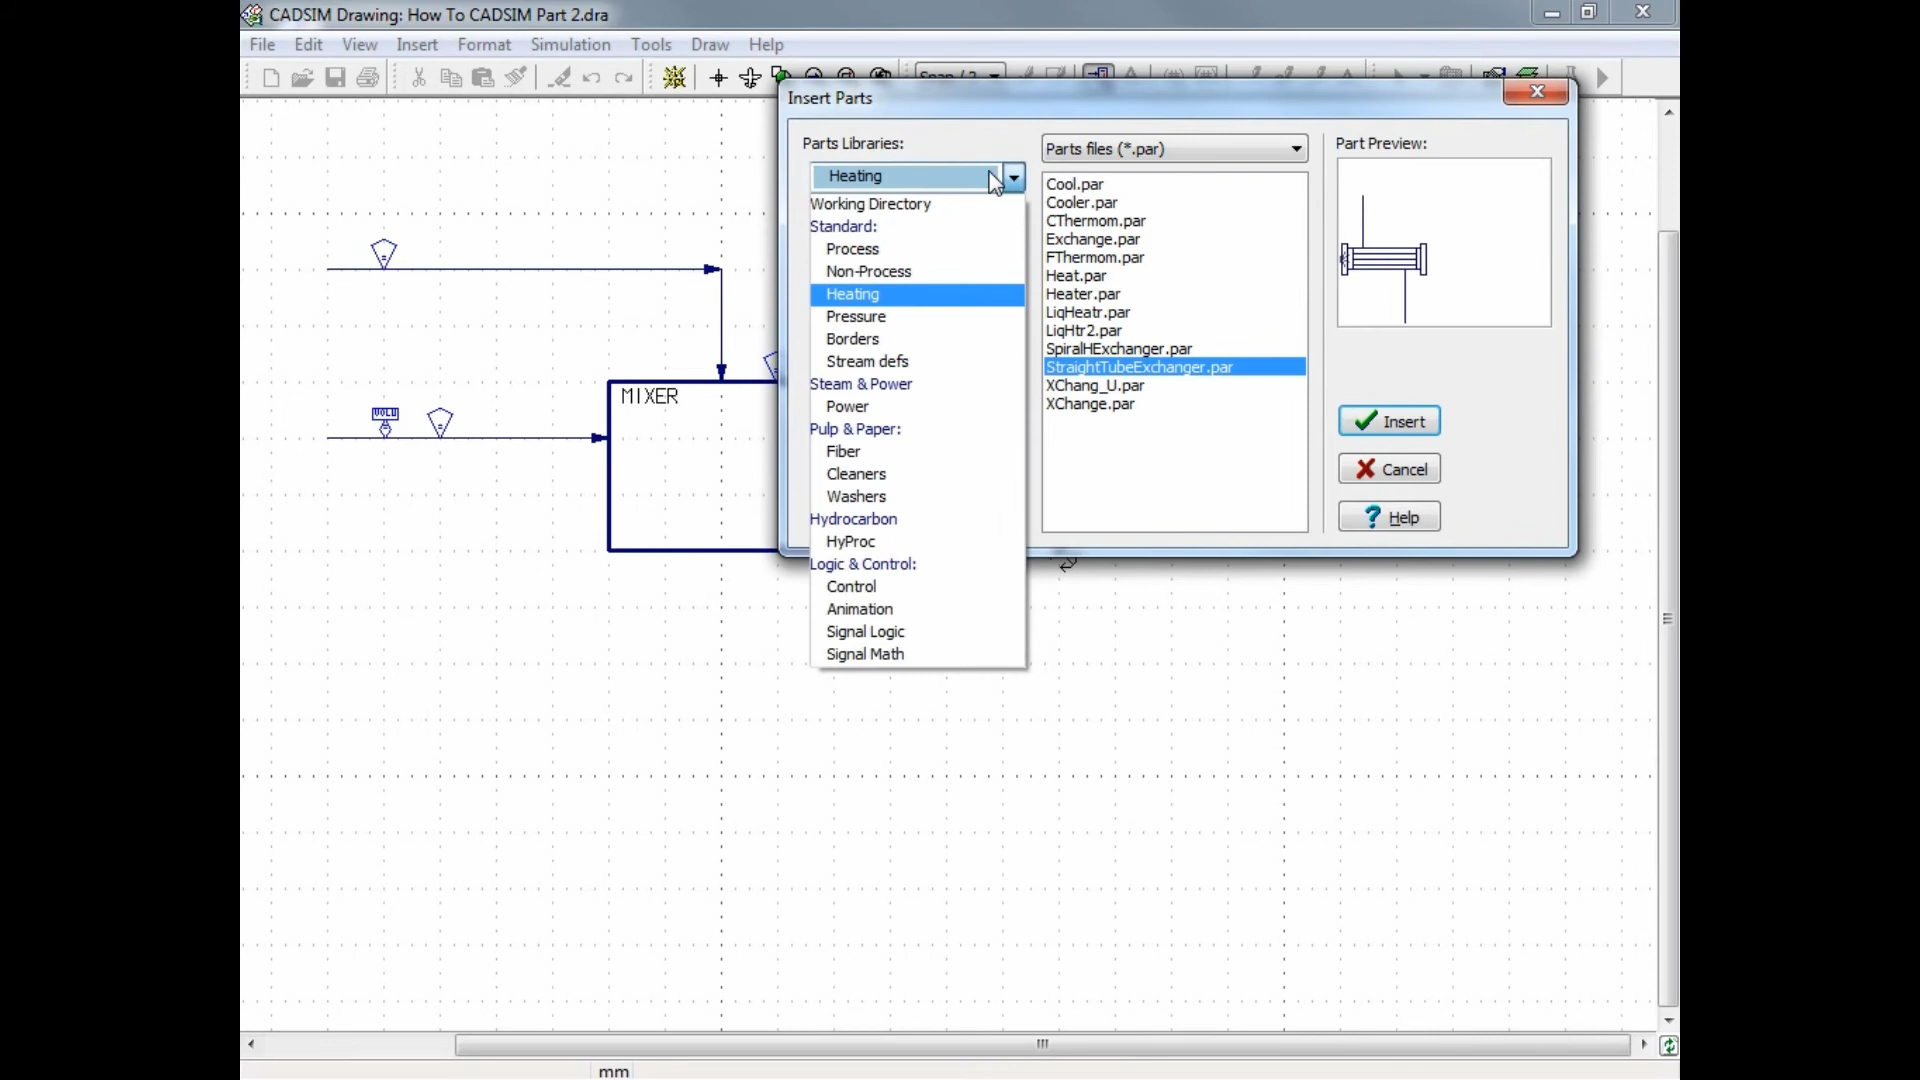 CADSIM Drawing: How To CADSIM Part 2.dra
File Edit View Insert Format Simulation Tools Draw Help
Snap / 2
Insert Parts
Parts Libraries:
Heating
Working Directory
Standard:
Process
Non-Process
Heating
Pressure
Borders
Stream defs
Steam & Power
Power
Pulp & Paper:
Fiber
Cleaners
Washers
Hydrocarbon
HyProc
Logic & Control:
Control
Animation
Signal Logic
Signal Math
Parts files (*.par)
Cool.par
Cooler.par
CThermom.par
Exchange.par
FThermom.par
Heat.par
Heater.par
LiqHeatr.par
LiqHtr2.par
SpiralHExchanger.par
StraightTubeExchanger.par
XChang_U.par
XChange.par
Part Preview:
Insert
Cancel
Help
MIXER
mm